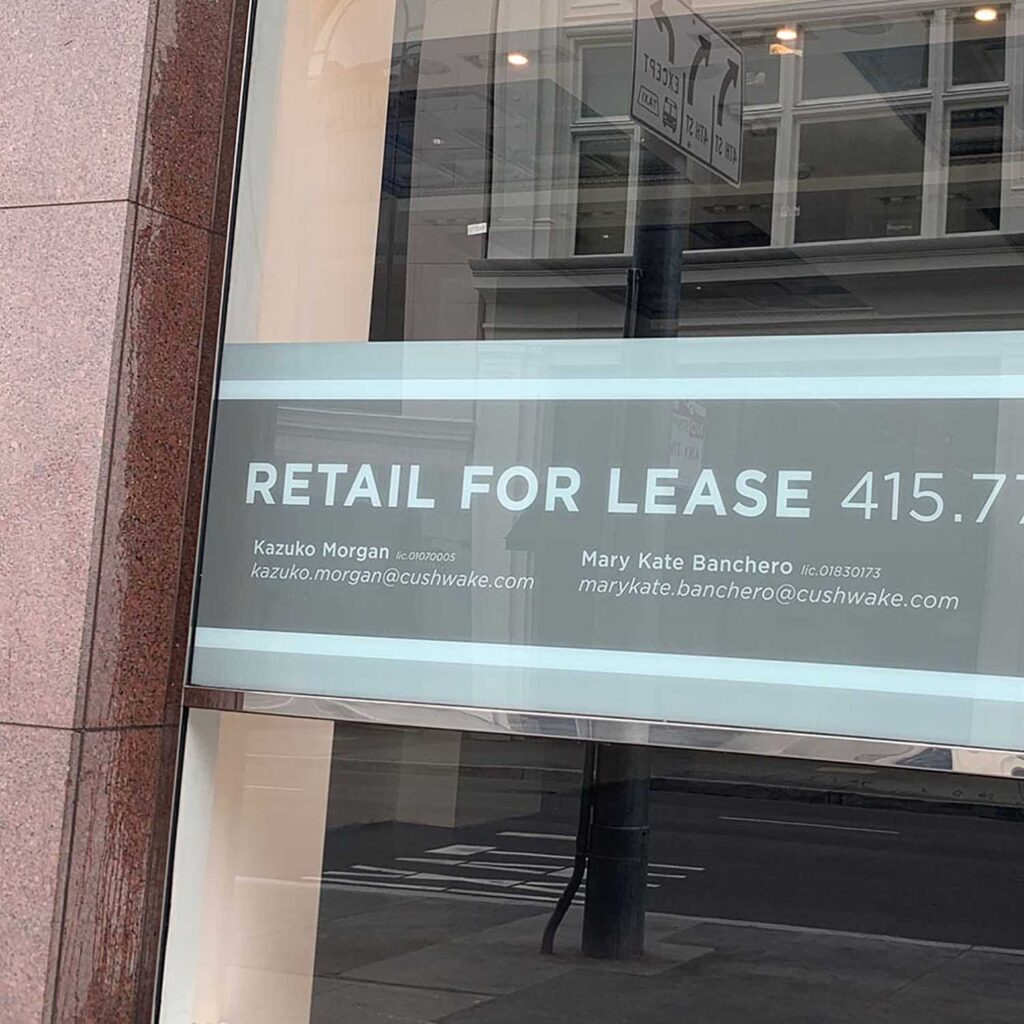 EXCEPT
TAXI
4TH ST
4TH ST
RETAIL FOR LEASE 415.77
Kazuko Morgan lic.01070005
kazuko.morgan@cushwake.com
Mary Kate Banchero lic.01830173
marykate.banchero@cushwake.com